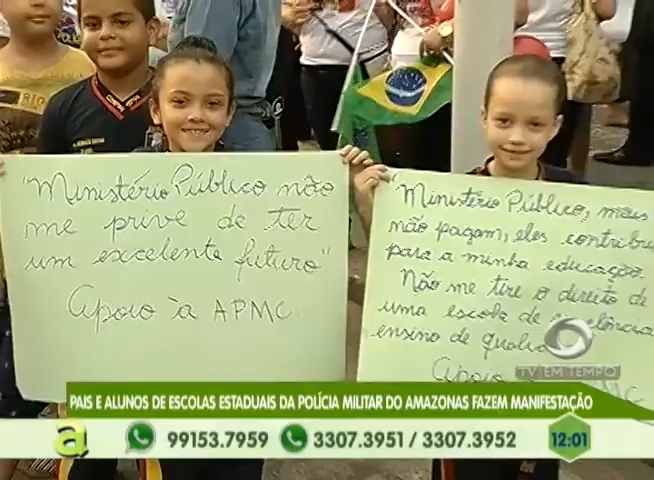 RIO
"Ministério Público não
me prive de ter
um excelente futuro"
Apoio à APMC.
"Ministério Público, meus
não pagam, eles contribu
para a minha educação
Não me tire o direito de
uma escola de
ensino de
Apoio
TV EM TEMPO
PAIS E ALUNOS DE ESCOLAS ESTADUAIS DA POLÍCIA MILITAR DO AMAZONAS FAZEM MANIFESTAÇÃO
a 99153.7959 3307.3951 / 3307.3952 12:01